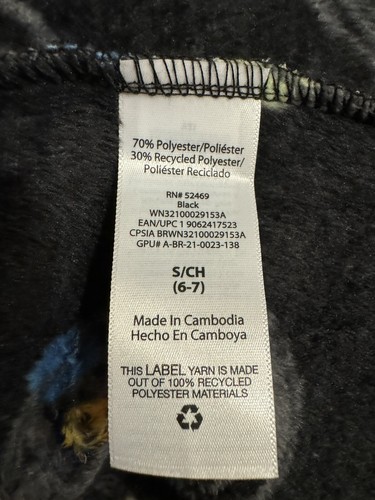 70% Polyester/Poliéster
30% Recycled Polyester/
Poliéster Reciclado
RN# 52469
Black
WN32100029153A
EAN/UPC 1 9062417523
CPSIA BRWN32100029153A
GPU# A-BR-21-0023-138
S/CH
(6-7)
Made In Cambodia
Hecho En Camboya
THIS LABEL YARN IS MADE
OUT OF 100% RECYCLED
POLYESTER MATERIALS